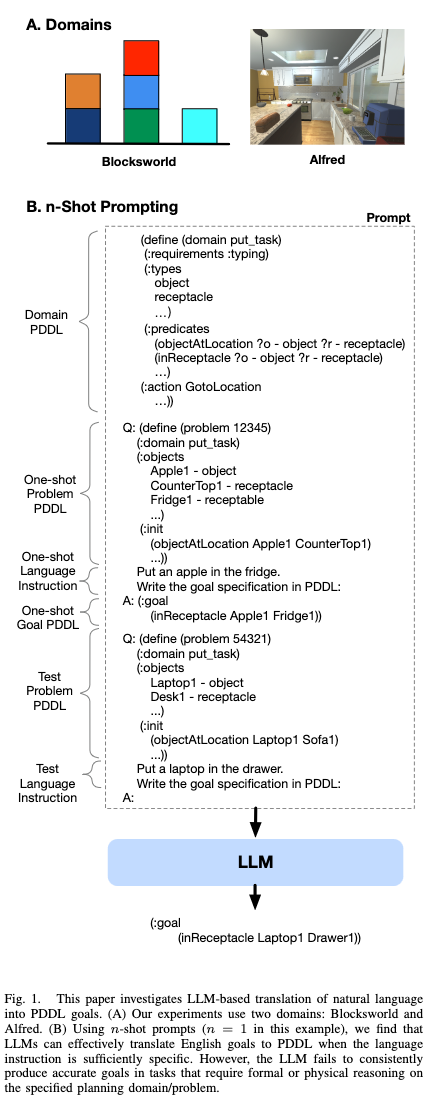 A. Domains
Blocksworld
Alfred
B. n-Shot Prompting
Prompt
Domain
PDDL
(define (domain put_task)
(:requirements :typing)
(:types
object
receptacle
…)
(:predicates
(objectAtLocation ?o - object ?r - receptacle)
(inReceptacle ?o - object ?r - receptacle)
…)
(:action GotoLocation
…))
One-shot
Problem
PDDL
Q: (define (problem 12345)
(:domain put_task)
(:objects
Apple1 - object
CounterTop1 - receptacle
Fridge1 - receptable
...)
(:init
(objectAtLocation Apple1 CounterTop1)
...))
One-shot
Language
Instruction
Put an apple in the fridge.
Write the goal specification in PDDL:
One-shot
Goal PDDL
A: (:goal
(inReceptacle Apple1 Fridge1))
Test
Problem
PDDL
Q: (define (problem 54321)
(:domain put_task)
(:objects
Laptop1 - object
Desk1 - receptacle
...)
(:init
(objectAtLocation Laptop1 Sofa1)
...))
Test
Language
Instruction
Put a laptop in the drawer.
Write the goal specification in PDDL:
A:
LLM
(:goal
(inReceptacle Laptop1 Drawer1))
Fig. 1. This paper investigates LLM-based translation of natural language
into PDDL goals. (A) Our experiments use two domains: Blocksworld and
Alfred. (B) Using n-shot prompts (n = 1 in this example), we find that
LLMs can effectively translate English goals to PDDL when the language
instruction is sufficiently specific. However, the LLM fails to consistently
produce accurate goals in tasks that require formal or physical reasoning on
the specified planning domain/problem.